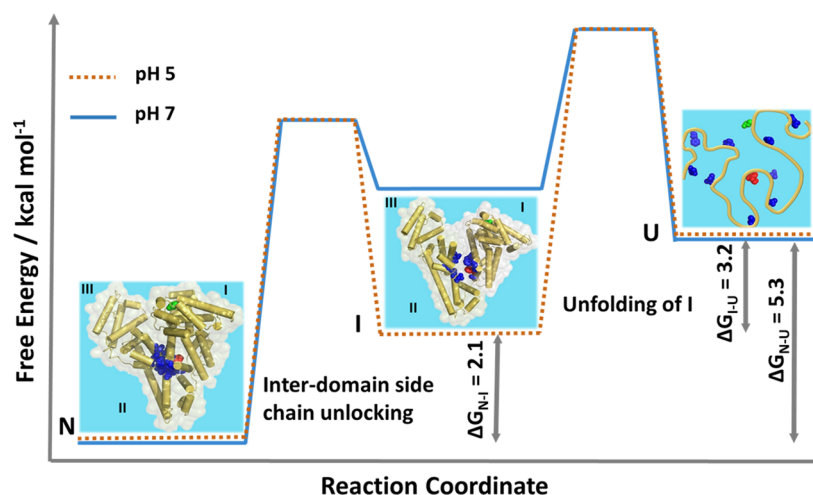 Free Energy / kcal mol-1
pH 5
pH 7
III
I
II
N
Inter-domain side
chain unlocking
III
I
II
I
ΔGN-I = 2.1
Unfolding of I
U
ΔGI-U = 3.2
ΔGN-U = 5.3
Reaction Coordinate